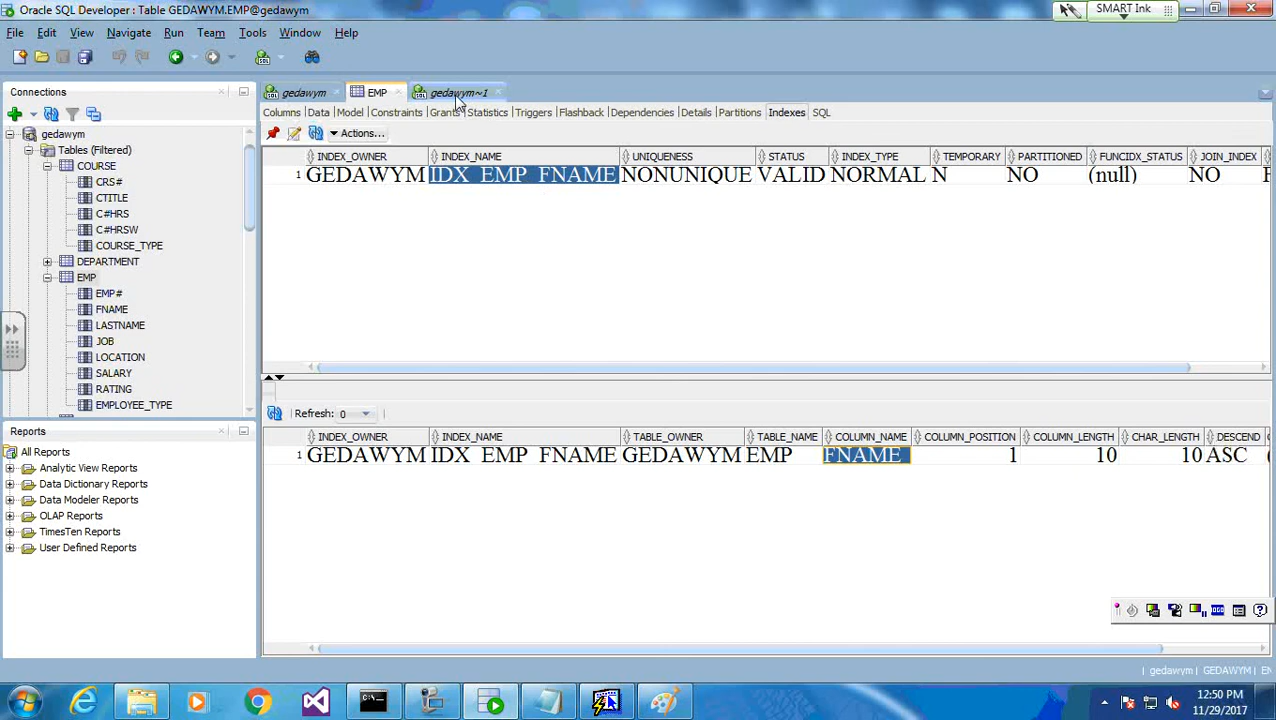 Oracle SQL Developer : Table GEDAWYM.EMP@gedawym
SMART Ink
File Edit View Navigate Run Team Tools Window Help
Connections
gedawym
Tables (Filtered)
COURSE
CRS#
CTITLE
C#HRS
C#HRSW
COURSE_TYPE
DEPARTMENT
EMP
EMP#
FNAME
LASTNAME
JOB
LOCATION
SALARY
RATING
EMPLOYEE_TYPE
Reports
All Reports
Analytic View Reports
Data Dictionary Reports
Data Modeler Reports
OLAP Reports
TimesTen Reports
User Defined Reports
gedawym EMP gedawym~1
Columns Data Model Constraints Grants Statistics Triggers Flashback Dependencies Details Partitions Indexes SQL
Actions...
INDEX_OWNER INDEX_NAME UNIQUENESS STATUS INDEX_TYPE TEMPORARY PARTITIONED FUNCIDX_STATUS JOIN_INDEX
1 GEDAWYM IDX_EMP_FNAME NONUNIQUE VALID NORMAL N NO (null) NO
Refresh: 0
INDEX_OWNER INDEX_NAME TABLE_OWNER TABLE_NAME COLUMN_NAME COLUMN_POSITION COLUMN_LENGTH CHAR_LENGTH DESCEND
1 GEDAWYM IDX_EMP_FNAME GEDAWYM EMP FNAME 1 10 10 ASC
gedawym GEDAWYM EMP
12:50 PM
11/29/2017